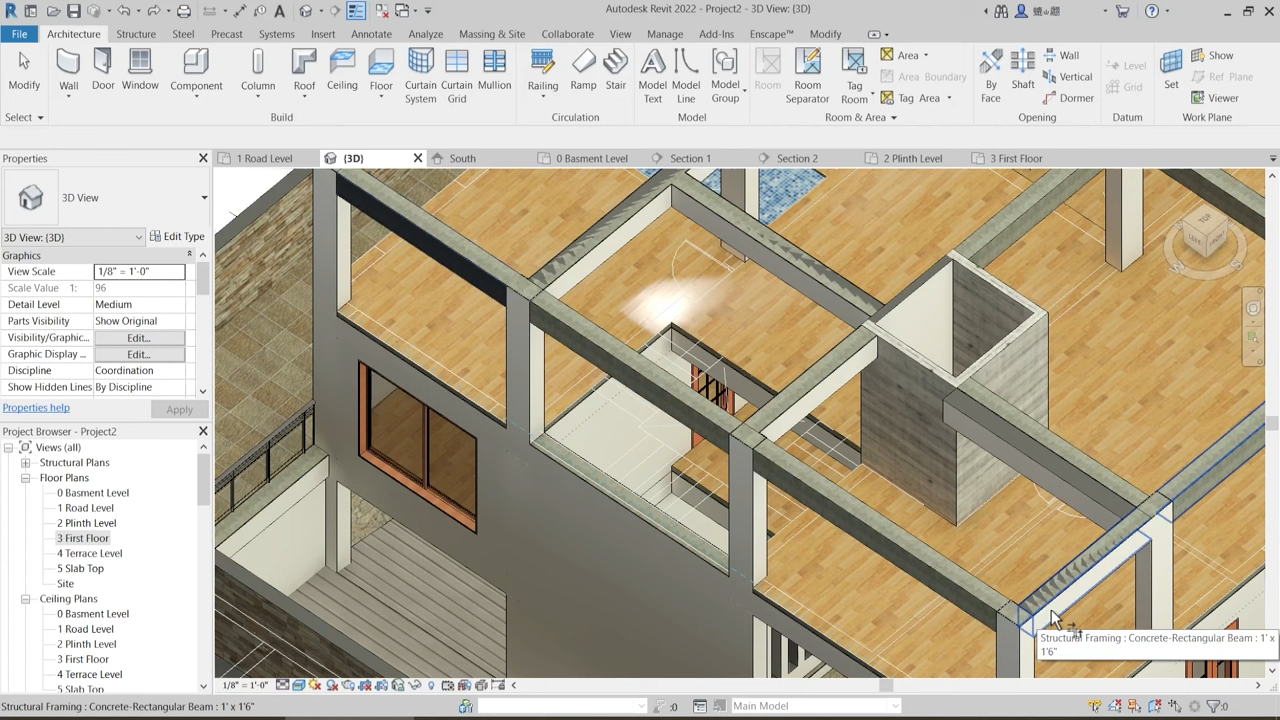 Autodesk Revit 2022 - Project2 - 3D View: {3D}
File Architecture Structure Steel Precast Systems Insert Annotate Analyze Massing & Site Collaborate View Manage Add-Ins Enscape™ Modify
Modify Wall Door Window Component Column Roof Ceiling Floor Curtain System Curtain Grid Mullion Railing Ramp Stair Model Text Model Line Model Group Room Room Separator Tag Room
Area
Area Boundary
Tag Area
By Face Shaft Wall
Vertical
Dormer
Level
Grid
Set Show
Ref Plane
Viewer
Select Build Circulation Model Room & Area Opening Datum Work Plane
Properties
1 Road Level {3D} South 0 Basment Level Section 1 Section 2 2 Plinth Level 3 First Floor
3D View
3D View: {3D} Edit Type
Graphics
View Scale 1/8" = 1'-0"
Scale Value 1: 96
Detail Level Medium
Parts Visibility Show Original
Visibility/Graphic... Edit...
Graphic Display ... Edit...
Discipline Coordination
Show Hidden Lines By Discipline
Properties help Apply
Project Browser - Project2
Views (all)
Structural Plans
Floor Plans
0 Basment Level
1 Road Level
2 Plinth Level
3 First Floor
4 Terrace Level
5 Slab Top
Site
Ceiling Plans
0 Basment Level
1 Road Level
2 Plinth Level
3 First Floor
4 Terrace Level
5 Slab Top
TOP
LEFT
FRONT
Structural Framing : Concrete-Rectangular Beam : 1' x
1'6"
1/8" = 1'-0"
Structural Framing : Concrete-Rectangular Beam : 1' x 1'6"
:0
Main Model
:0